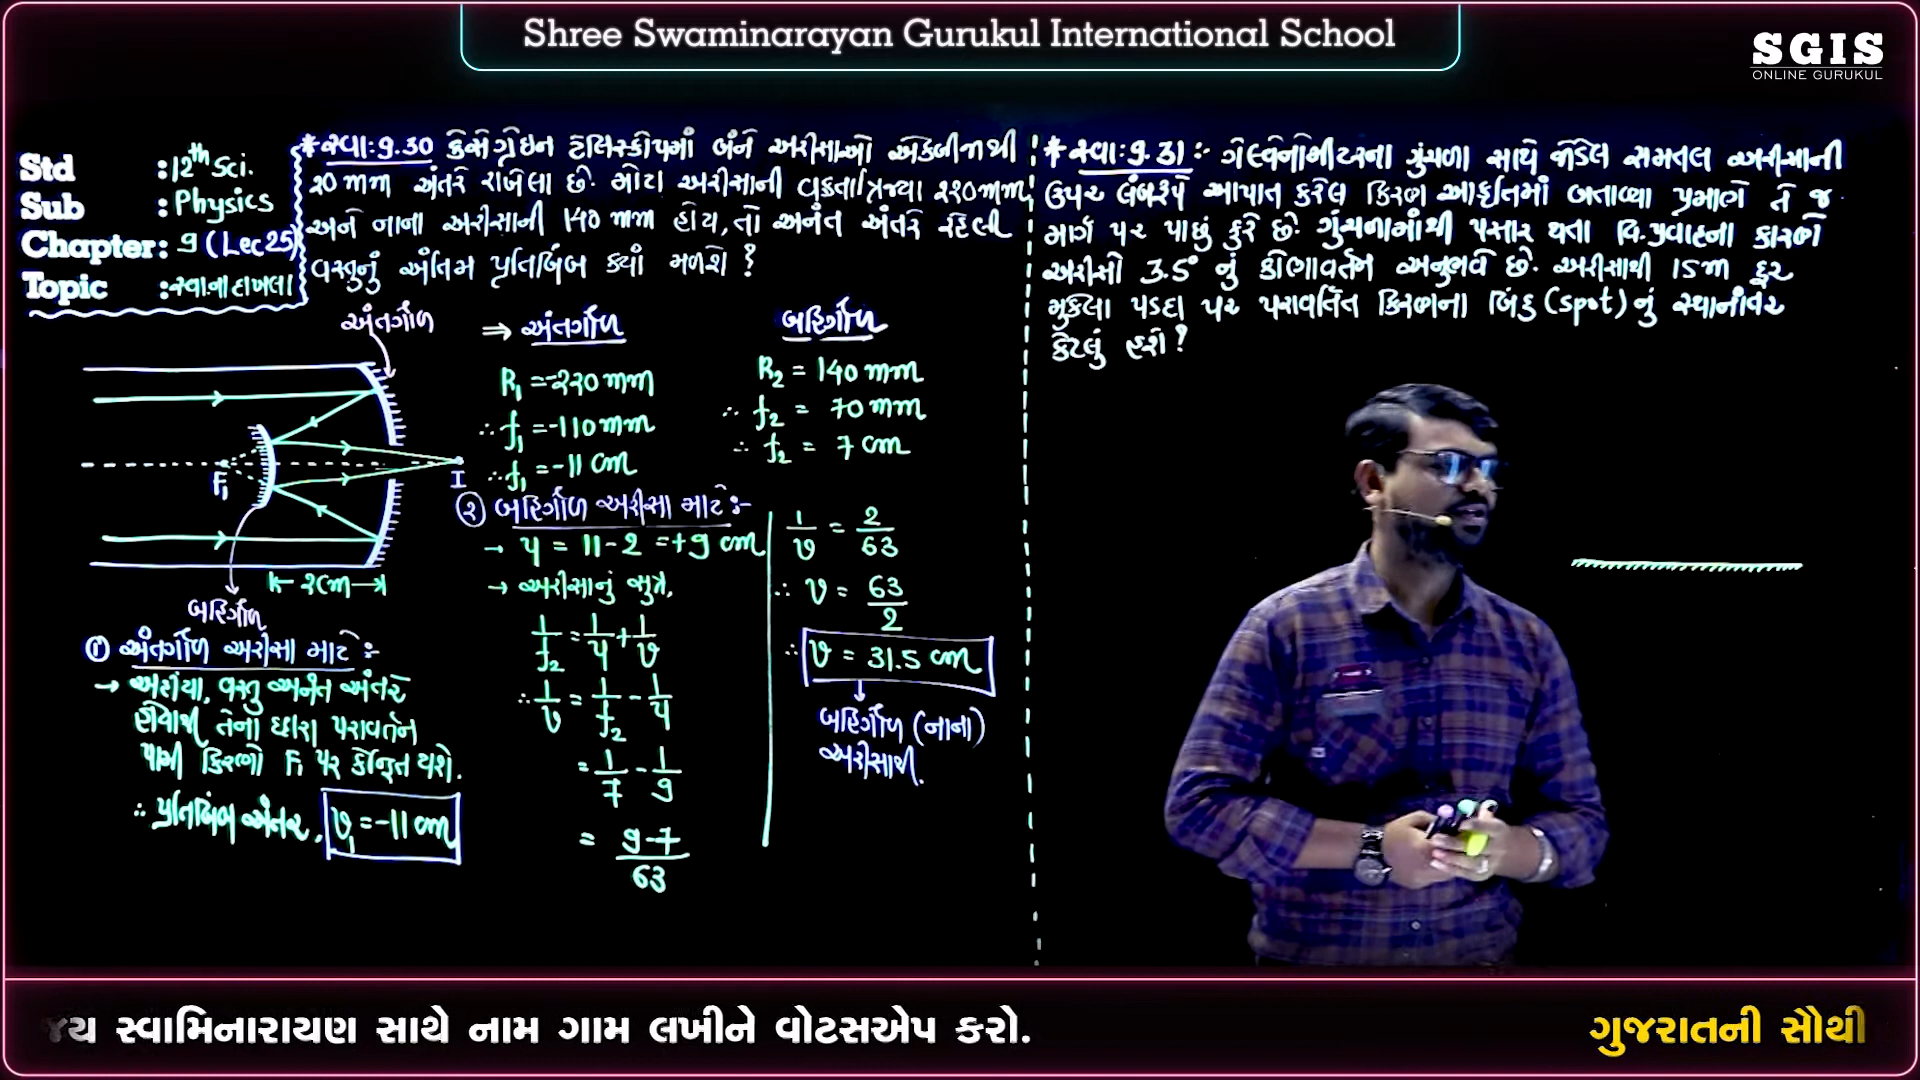 Shree Swaminarayan Gurukul International School
SGIS
ONLINE GURUKUL
Std : 12th Sci.
Sub : Physics
Chapter : 9 (Lec 25)
Topic : સ્વા.ના દાખલા
* સ્વા: 9.30 કેસેગ્રેઇન ટેલિસ્કોપમાં બંને અરીસાઓ એકબીજાથી
20 mm અંતરે રાખેલા છે. મોટા અરીસાની વક્રતાત્રિજ્યા 220 mm
અને નાના અરીસાની 140 mm હોય, તો અનંત અંતરે રહેલી
વસ્તુનું અંતિમ પ્રતિબિંબ ક્યાં મળશે ?
અંતર્ગોળ
F₁
I
બહિર્ગોળ
2cm
⇒ અંતર્ગોળ
R₁ = -220 mm
∴ f₁ = -110 mm
∴ f₁ = -11 cm
બહિર્ગોળ
R₂ = 140 mm
∴ f₂ = 70 mm
∴ f₂ = 7 cm
① અંતર્ગોળ અરીસા માટે :-
→ અહીંયા, વસ્તુ અનંત અંતરે
હોવાથી તેના દ્વારા પરાવર્તન
પામી કિરણો F₁ પર કેન્દ્રિત થશે.
∴ પ્રતિબિંબ અંતર, v₁ = -11 cm
② બહિર્ગોળ અરીસા માટે :-
→ u = 11 - 2 = +9 cm
→ અરીસાનું સુત્ર,
1/f₂ = 1/u + 1/v
∴ 1/v = 1/f₂ - 1/u
= 1/7 - 1/9
= 9-7/63
1/v = 2/63
∴ v = 63/2
∴ v = 31.5 cm
બહિર્ગોળ (નાના)
અરીસાથી.
* સ્વા: 9.31 :- ગેલ્વેનોમીટરના ગુંચળા સાથે જોડેલ સમતલ અરીસાની
ઉપર લંબરૂપે આપાત કરેલ કિરણ આકૃતિમાં બતાવ્યા પ્રમાણે તે જ
માર્ગ પર પાછું ફરે છે. ગુંચળામાંથી પસાર થતા વિ.પ્રવાહના કારણે
અરીસો 3.5° નું કોણાવર્તન અનુભવે છે. અરીસાથી 1.5m દૂર
મુકેલા પડદા પર પરાવર્તિત કિરણના બિંદુ (spot) નું સ્થાનાંતર
કેટલું હશે ?
જય સ્વામિનારાયણ સાથે નામ ગામ લખીને વોટસએપ કરો.
ગુજરાતની સૌથી